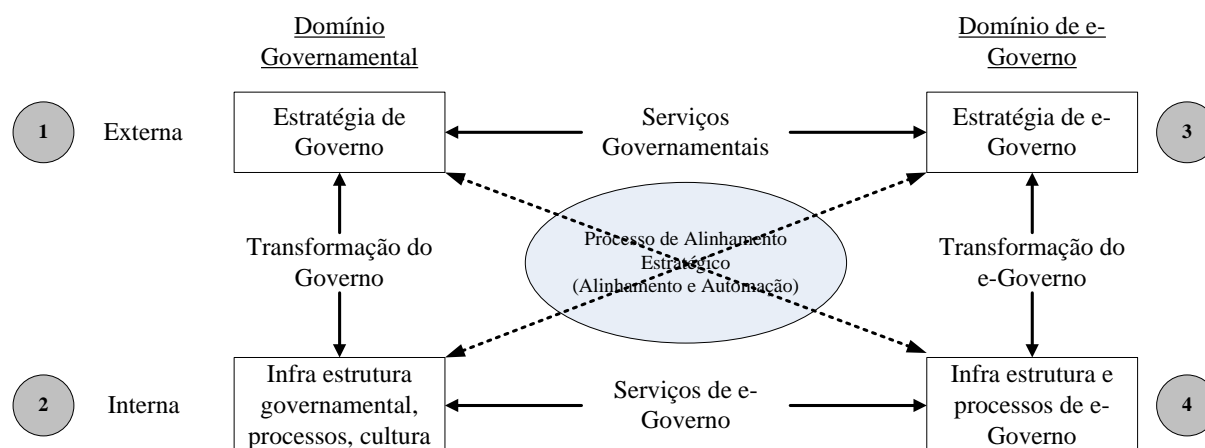 Domínio
Governamental
Domínio de e-
Governo
1
Externa
Estratégia de
Governo
Serviços
Governamentais
Estratégia de e-
Governo
3
Transformação do
Governo
Processo de Alinhamento
Estratégico
(Alinhamento e Automação)
Transformação do
e-Governo
2
Interna
Infra estrutura
governamental,
processos, cultura
Serviços de e-
Governo
Infra estrutura e
processos de e-
Governo
4